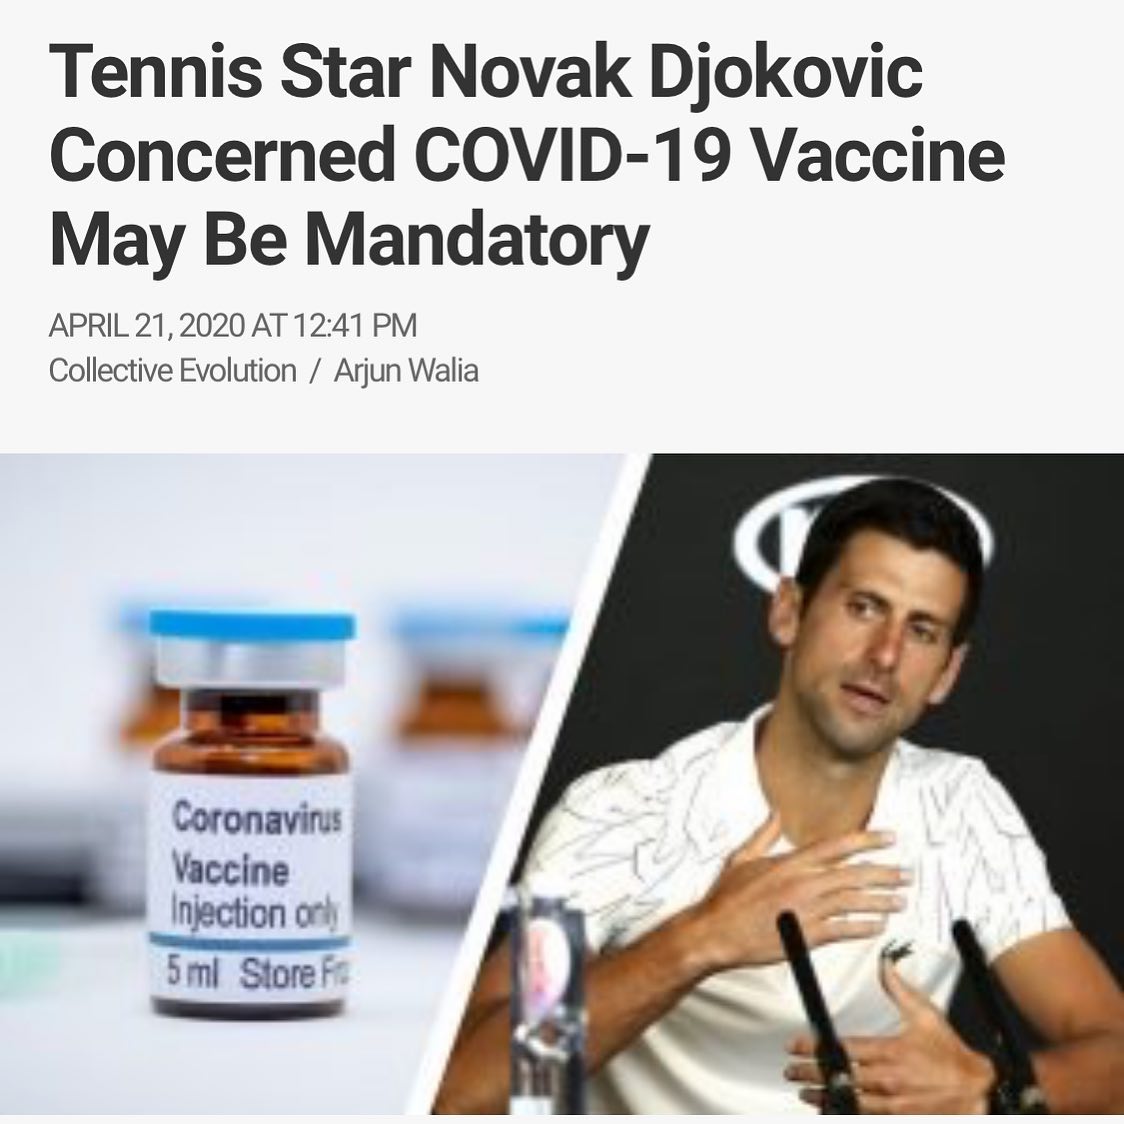 Tennis Star Novak Djokovic
Concerned COVID-19 Vaccine
May Be Mandatory
APRIL 21, 2020 AT 12:41 PM
Collective Evolution / Arjun Walia
Coronavirus
Vaccine
Injection only
5 ml Store